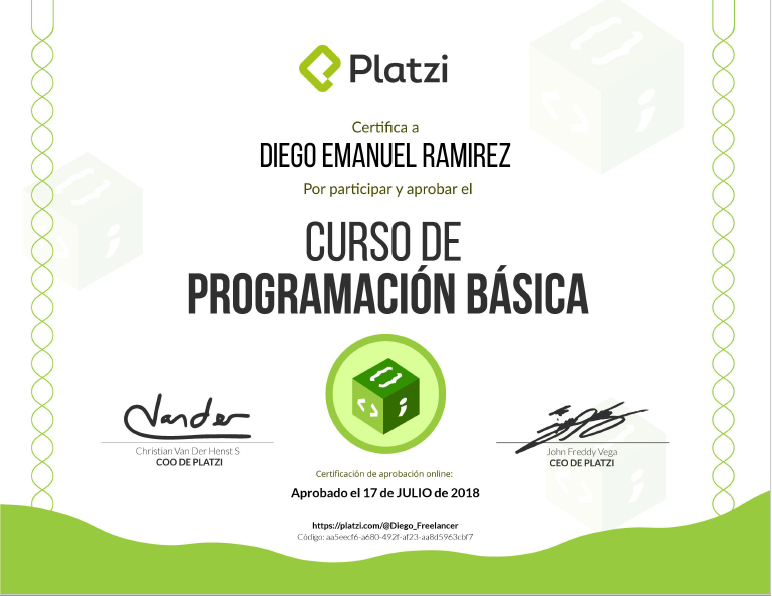 Platzi
Certifica a
DIEGO EMANUEL RAMIREZ
Por participar y aprobar el
CURSO DE
PROGRAMACIÓN BÁSICA
Vander
Christian Van Der Henst S
COO DE PLATZI
John Freddy Vega
CEO DE PLATZI
Certificación de aprobación online:
Aprobado el 17 de JULIO de 2018
https://platzi.com/@Diego_Freelancer
Código: aa5eecf6-a680-492f-af23-aa8d5963cbf7